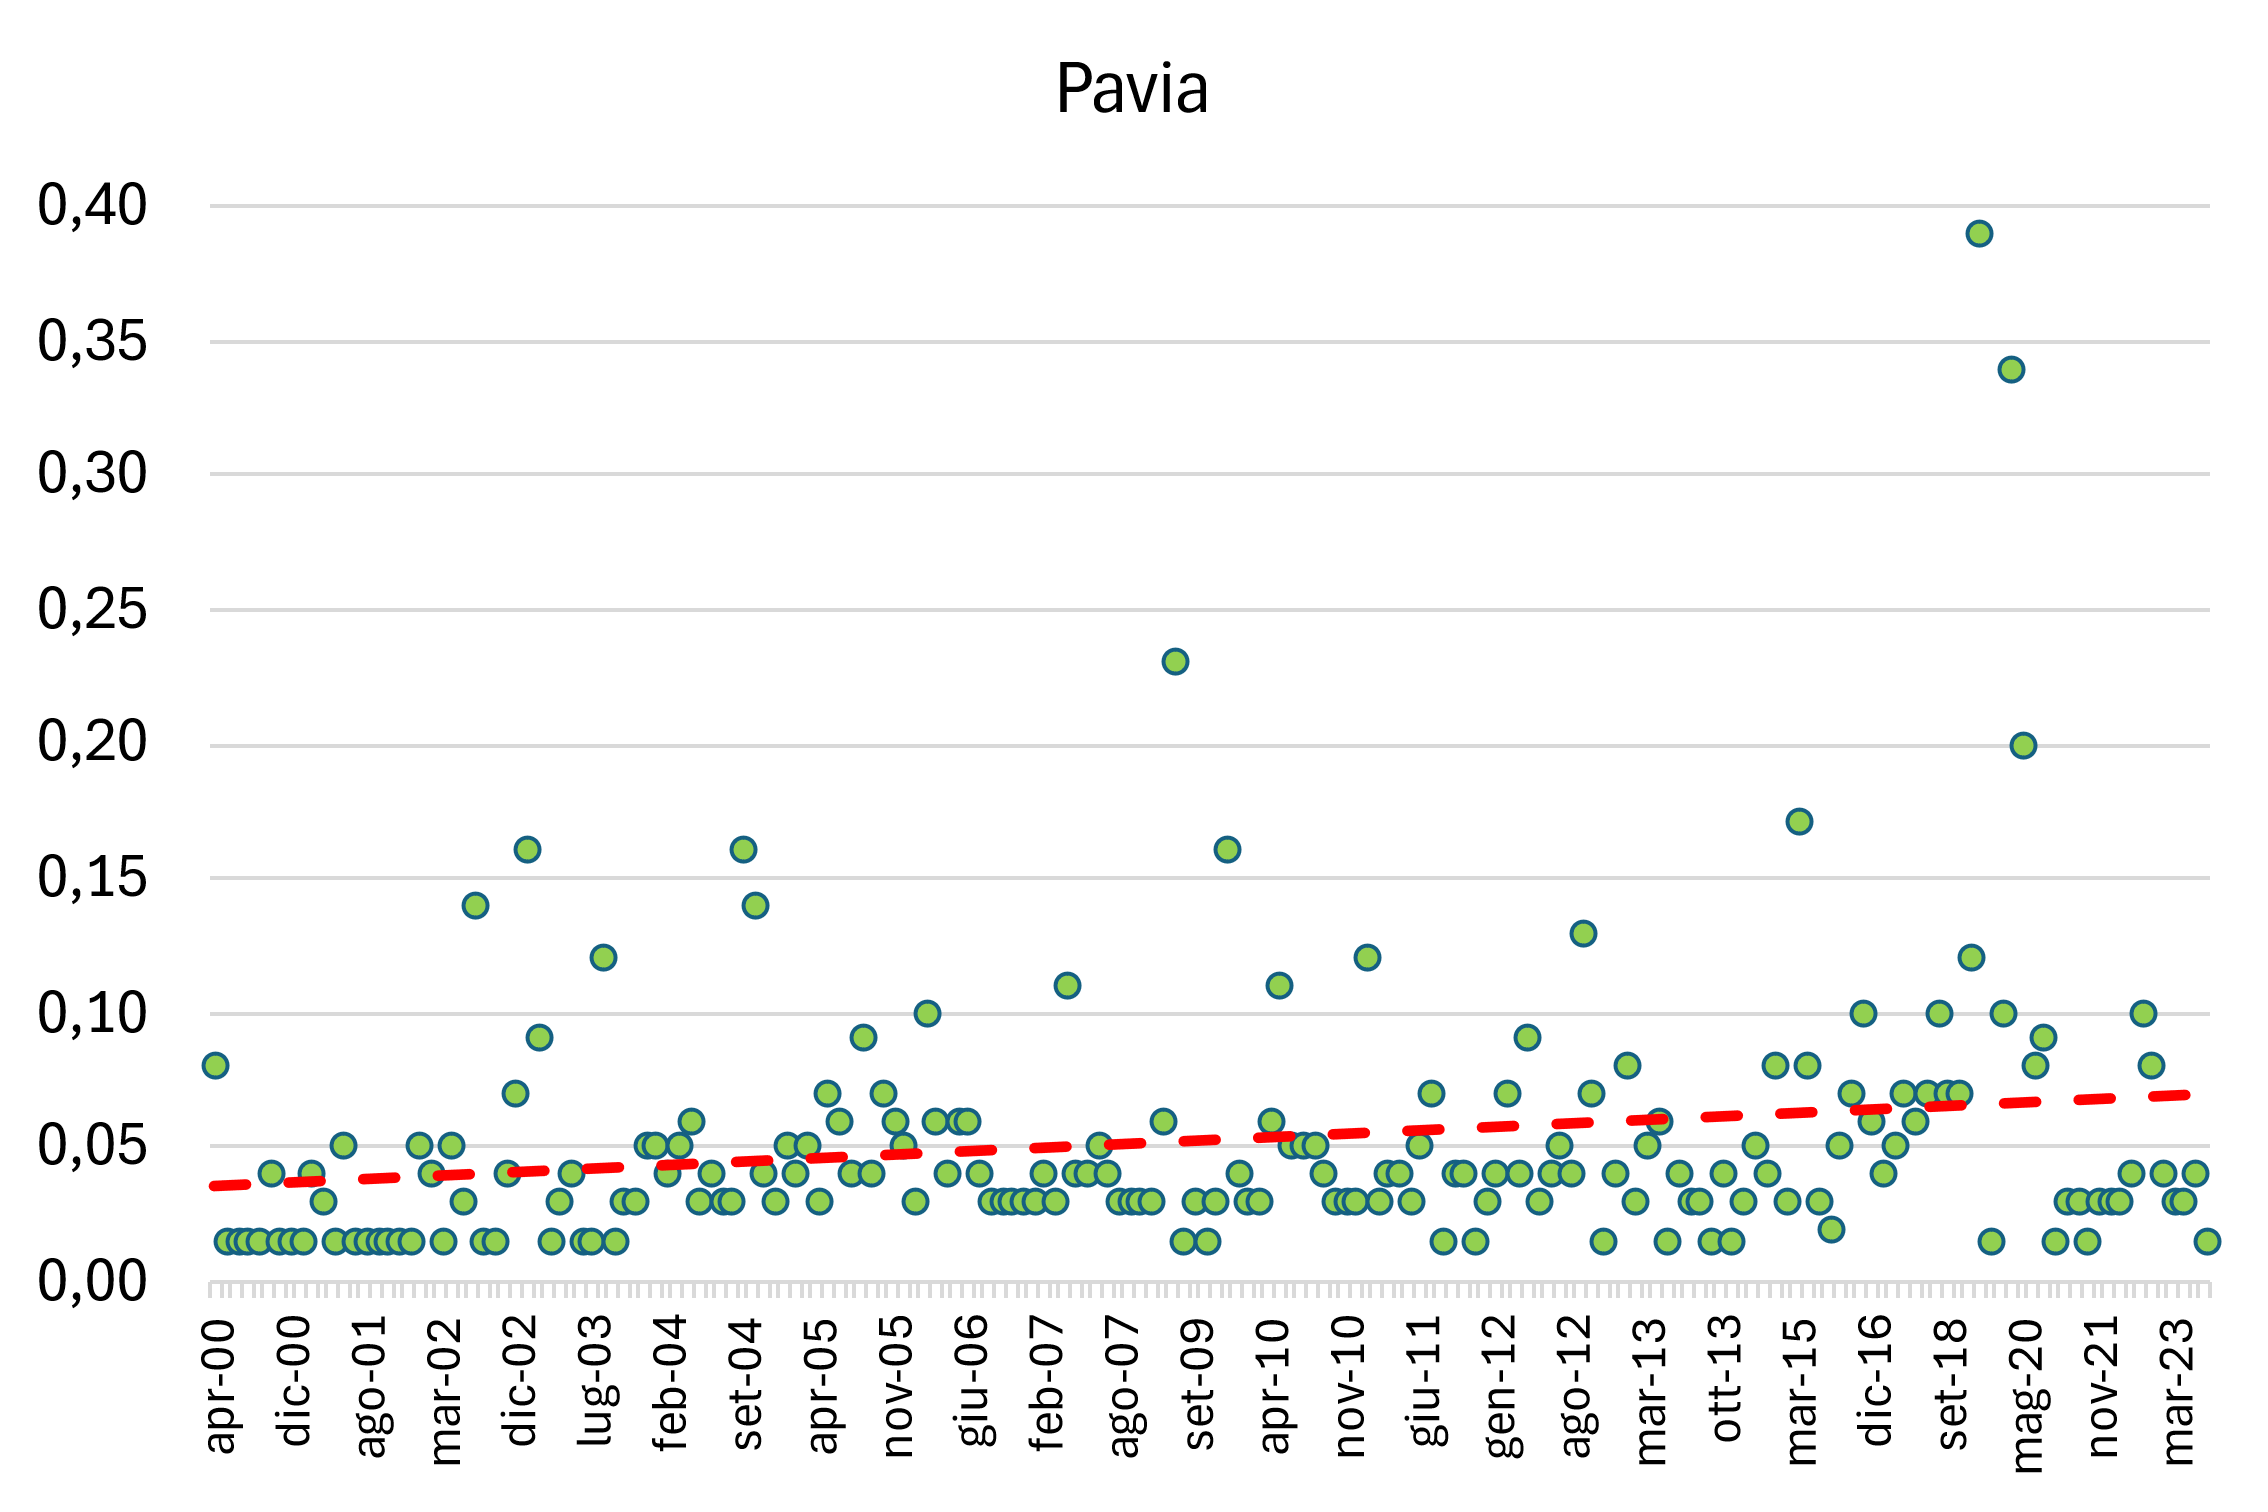 Pavia
0,40
0,35
0,30
0,25
0,20
0,15
0,10
0,05
0,00
apr-00
dic-00
ago-01
mar-02
dic-02
lug-03
feb-04
set-04
apr-05
nov-05
giu-06
feb-07
ago-07
set-09
apr-10
nov-10
giu-11
gen-12
ago-12
mar-13
ott-13
mar-15
dic-16
set-18
mag-20
nov-21
mar-23